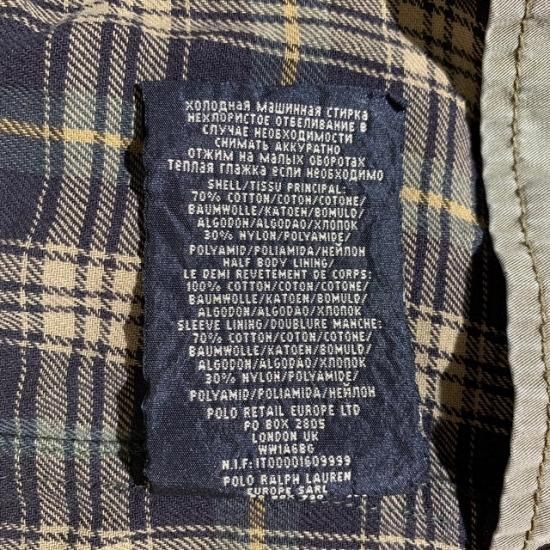 ХОЛОДНАЯ МАШИННАЯ СТИРКА
НЕХЛОРИСТОЕ ОТБЕЛИВАНИЕ В
СЛУЧАЕ НЕОБХОДИМОСТИ
СНИМАТЬ АККУРАТНО
ОТЖИМ НА МАЛЫХ ОБОРОТАХ
ТЕПЛАЯ ГЛАЖКА ЕСЛИ НЕОБХОДИМО
SHELL/TISSU PRINCIPAL:
70% COTTON/COTON/COTONE/
BAUMWOLLE/KATOEN/BOMULD/
ALGODON/ALGODAO/ХЛОПОК
30% NYLON/POLYAMIDE/
POLYAMID/POLIAMIDA/НЕЙЛОН
HALF BODY LINING/
LE DEMI REVETEMENT DE CORPS:
100% COTTON/COTON/COTONE/
BAUMWOLLE/KATOEN/BOMULD/
ALGODON/ALGODAO/ХЛОПОК
SLEEVE LINING/DOUBLURE MANCHE:
70% COTTON/COTON/COTONE/
BAUMWOLLE/KATOEN/BOMULD/
ALGODON/ALGODAO/ХЛОПОК
30% NYLON/POLYAMIDE/
POLYAMID/POLIAMIDA/НЕЙЛОН
POLO RETAIL EUROPE LTD
PO BOX 2805
LONDON UK
WW1A6BG
N.I.F: IT00001609999
POLO RALPH LAUREN
EUROPE SARL